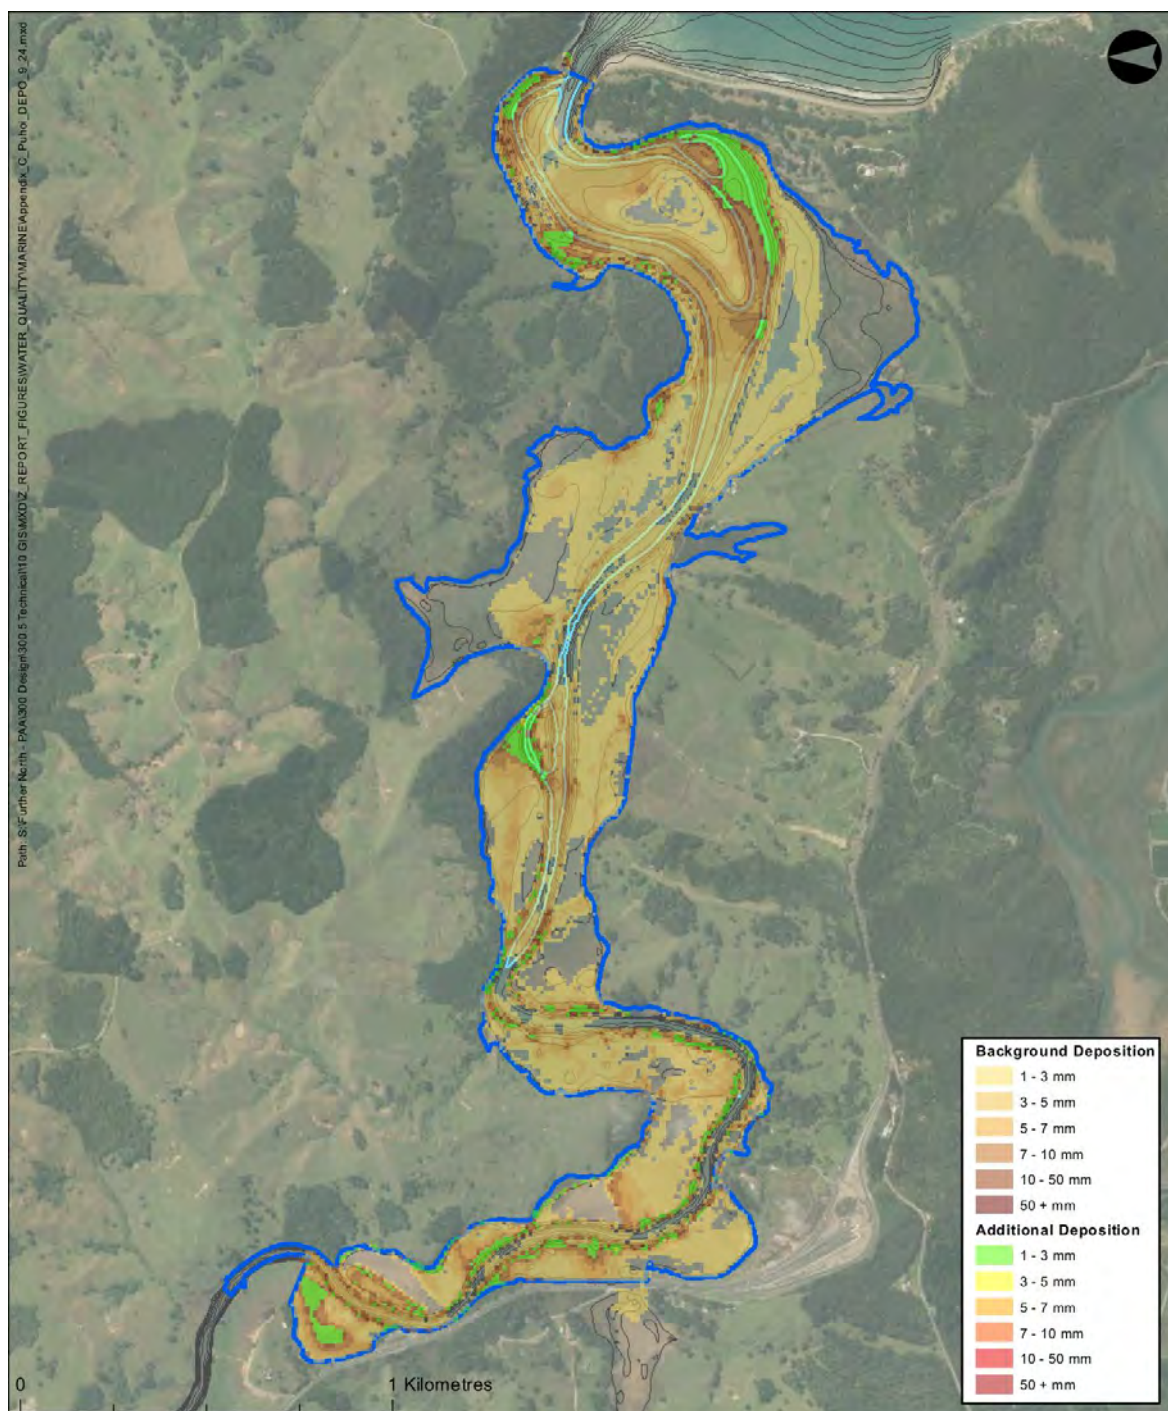 Path: S:\Further North - PAA\300 Design\300.5 Technical\10 GIS\MXD\Z_REPORT_FIGURES\WATER_QUALITY\MARINE\Appendix_C_Puhoi_DEPO_9_24.mxd
Background Deposition
1 - 3 mm
3 - 5 mm
5 - 7 mm
7 - 10 mm
10 - 50 mm
50 + mm
Additional Deposition
1 - 3 mm
3 - 5 mm
5 - 7 mm
7 - 10 mm
10 - 50 mm
50 + mm
0
1 Kilometres